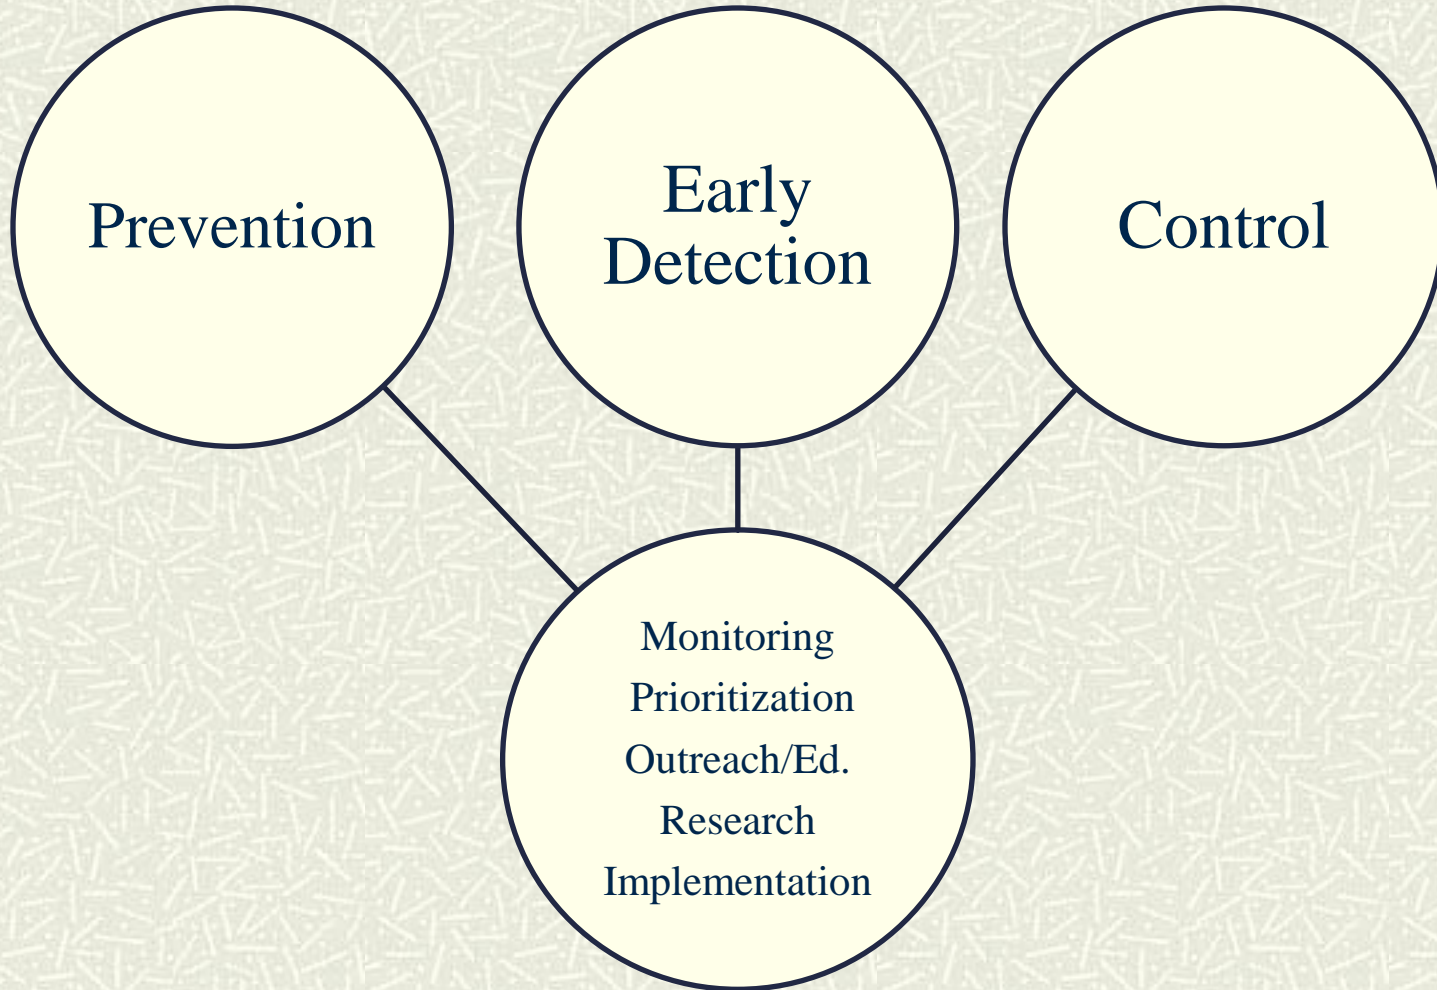 Prevention
Early
Detection
Control
Monitoring
Prioritization
Outreach/Ed.
Research
Implementation